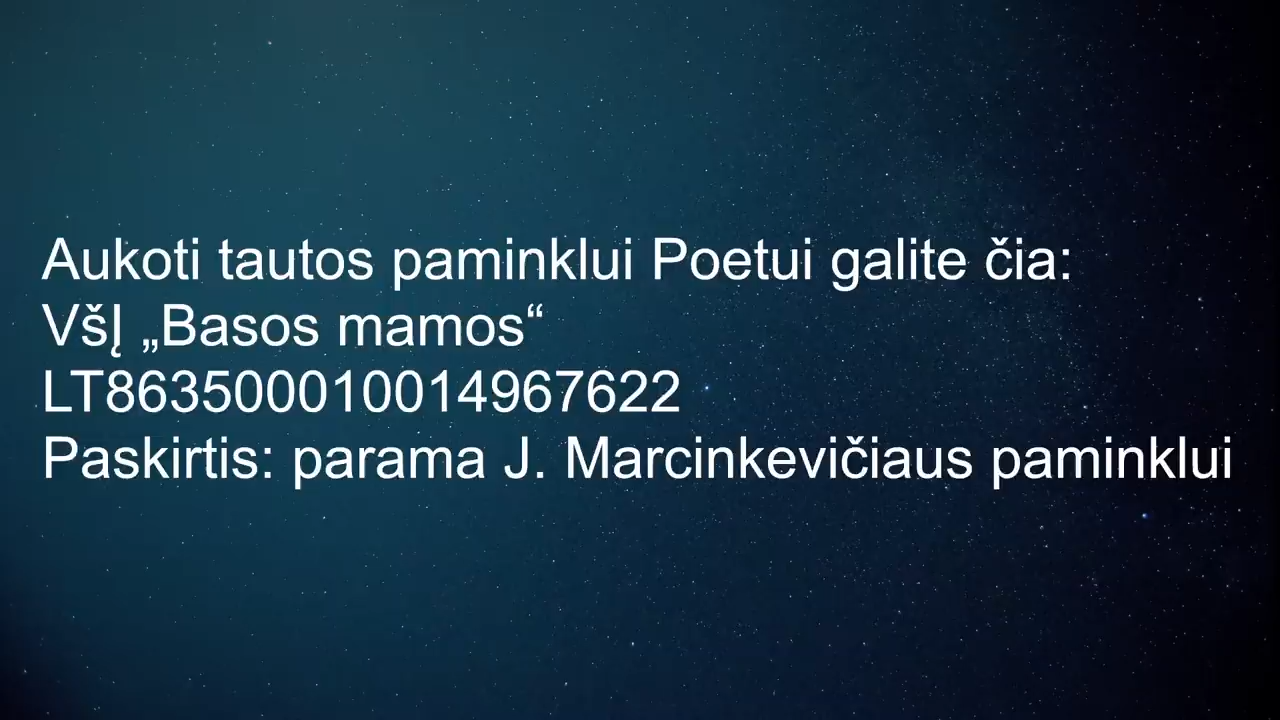 Aukoti tautos paminklui Poetui galite čia:
VšĮ „Basos mamos“
LT863500010014967622
Paskirtis: parama J. Marcinkevičiaus paminklui